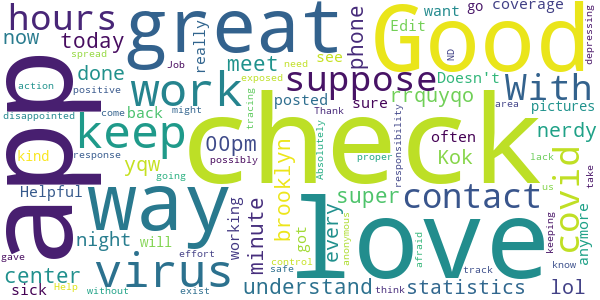 hours
great
Good
coverage
want
go
depressing
now
today
really
meet
phone
see
Edit
ND
spread
Job
need
done
posted
Doesn't
With
action
positive
exposed
suppose
app
work
back
Thank
sure
rrquyqo
area
pictures
disappointed
come
might
tracing
check
keep
00pm
often
nerdy
response
possibly
Absolutely
proper
responsibility
Kok
lack
kind
yqw
brooklyn
us
covid
going
Helpful
way
super
contact
take
love
night
will
working
minute
got
every
anonymous
afraid
keeping
anymore
gave
center
virus
effort
control
safe
track
know
sick
Help
without
exist
understand
think
statistics
lol